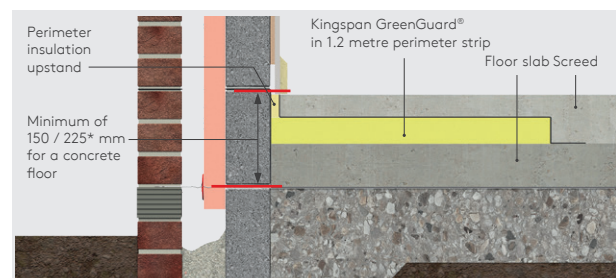 Perimeter
insulation
upstand
Minimum of
150 / 225* mm
for a concrete
floor
Kingspan GreenGuard®
in 1.2 metre perimeter strip
Floor slab Screed